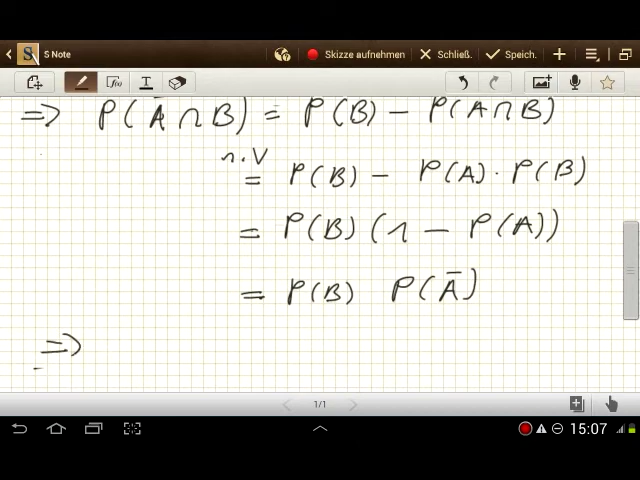 S Note
Skizze aufnehmen
Schließ.
Speich.
f(x)
T
=> P(Ā ∩ B) = P(B) − P(A ∩ B)
n.V
= P(B) − P(A) · P(B)
= P(B) (1 − P(A))
= P(B) P(Ā)
=>
1/1
15:07